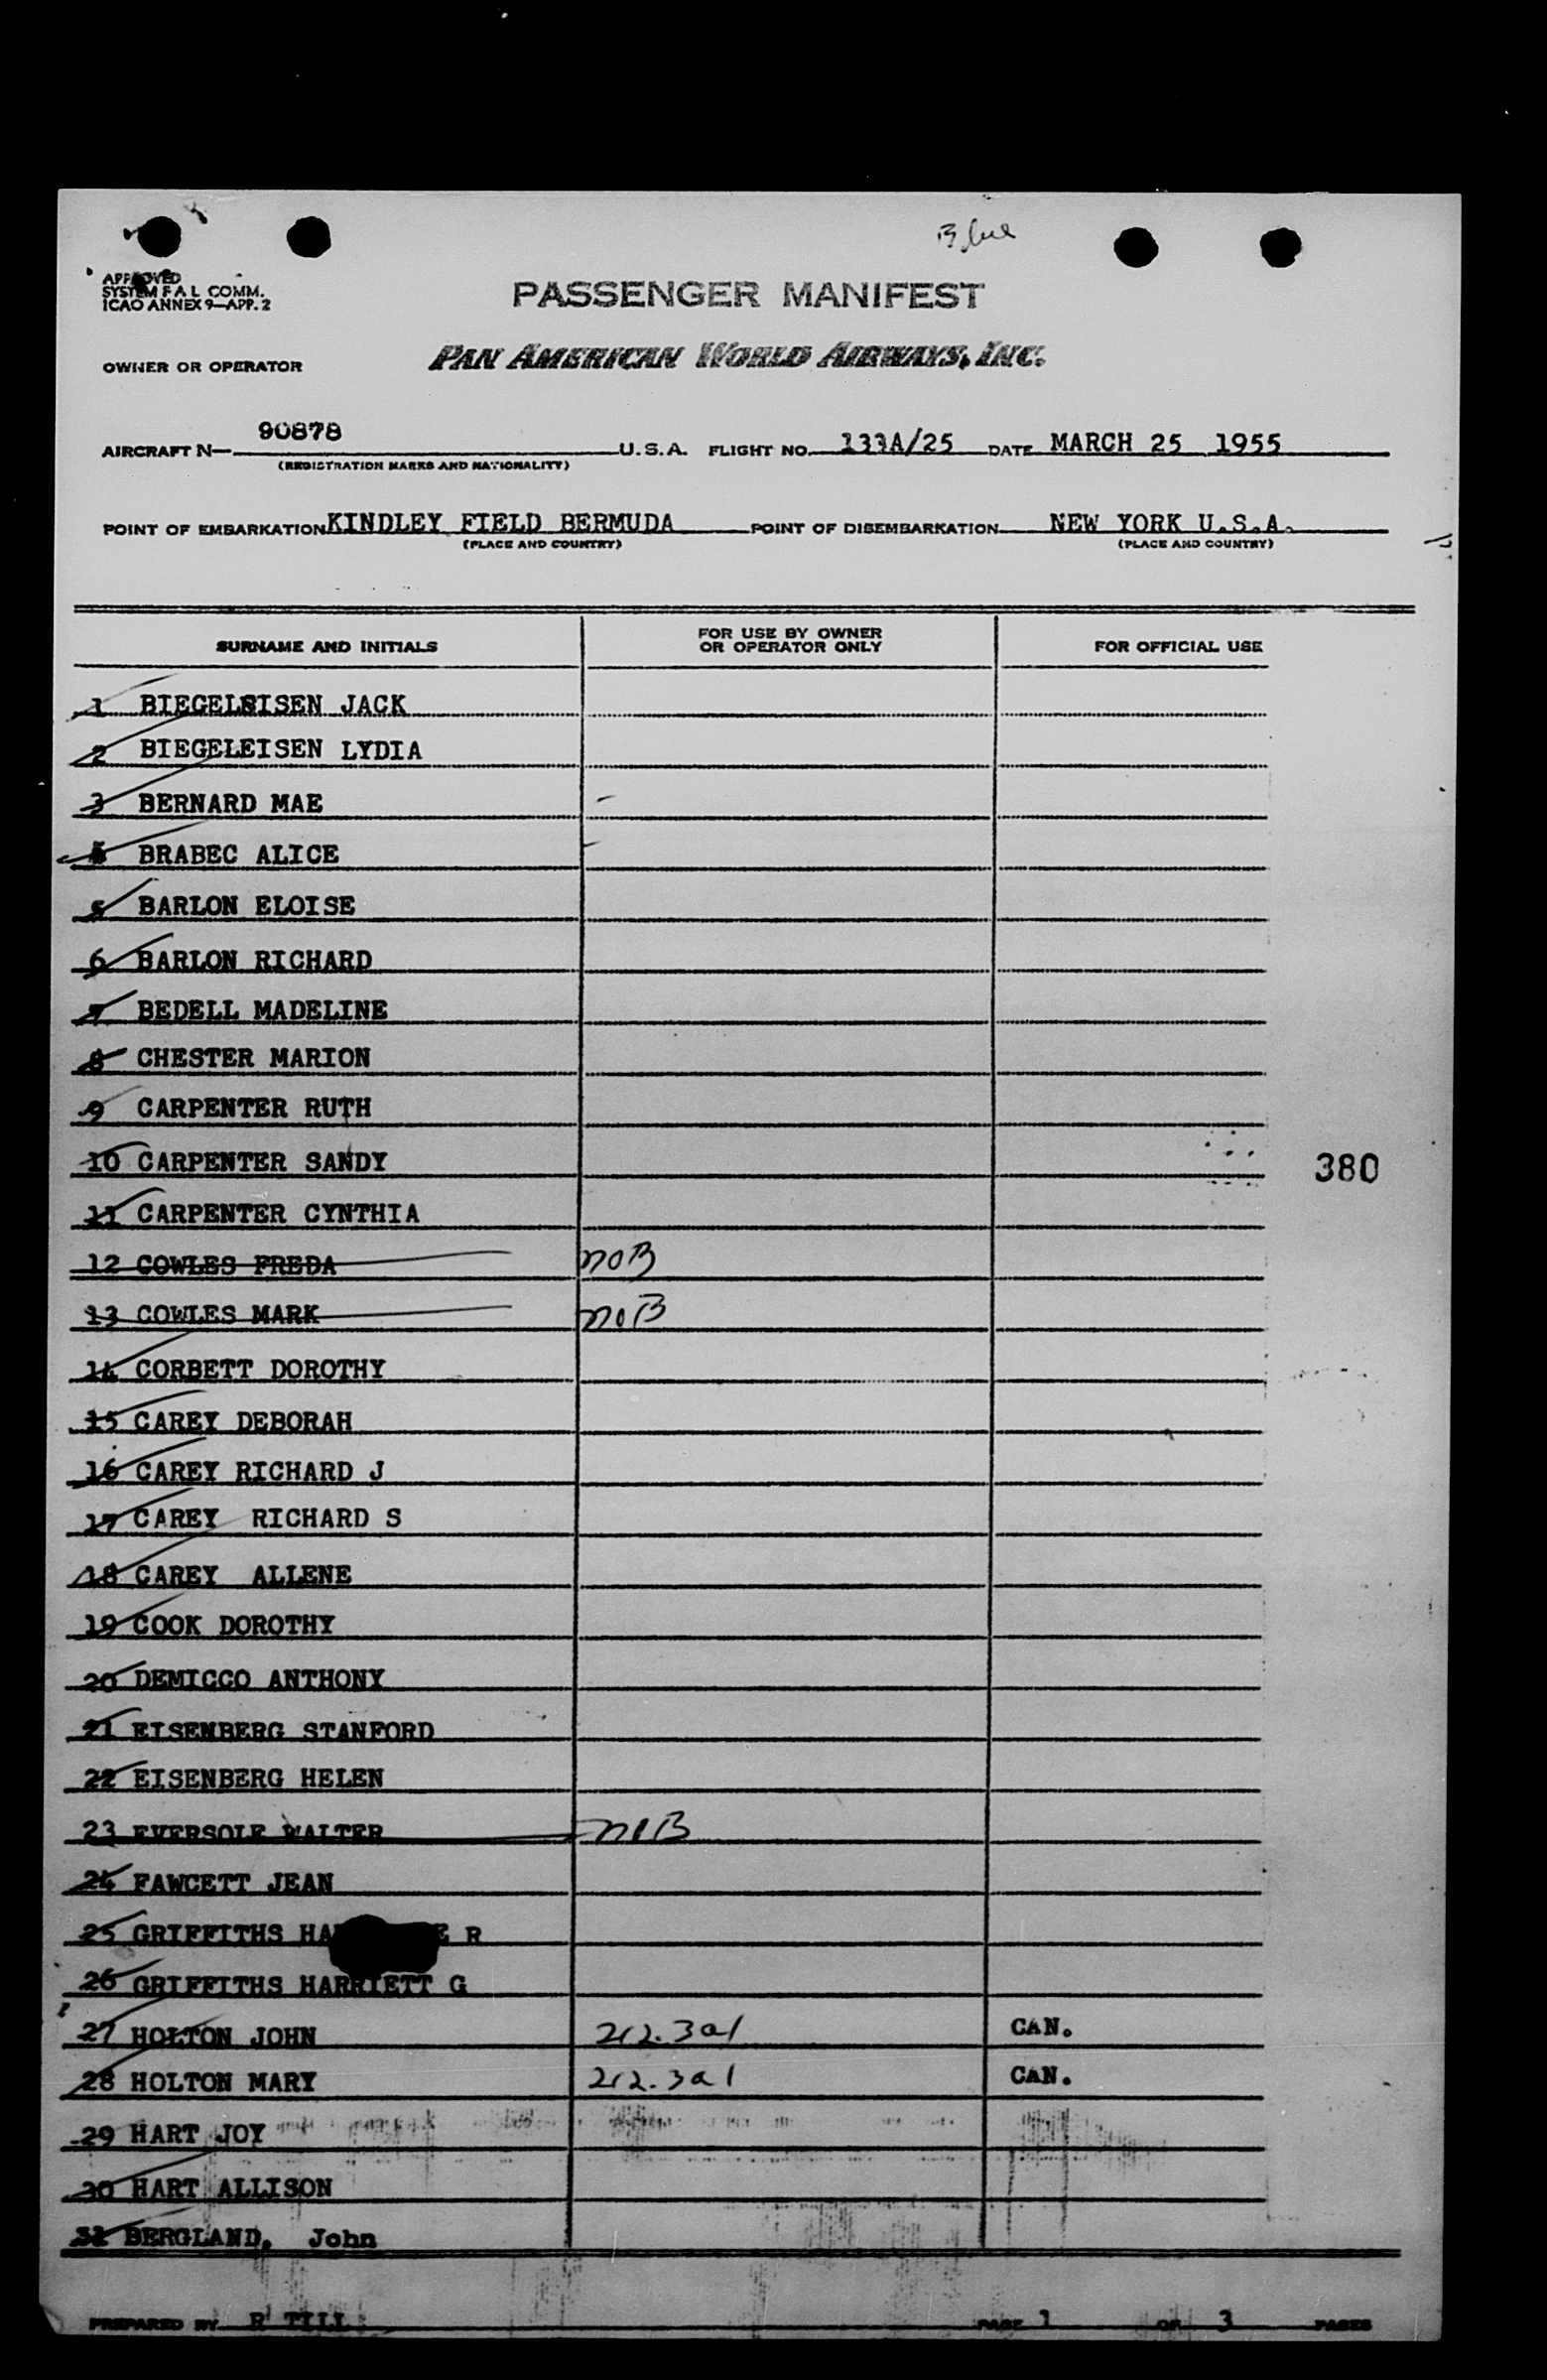 Blue
APPROVED
SYSTEM F A L COMM.
ICAO ANNEX 9—APP. 2
PASSENGER MANIFEST
OWNER OR OPERATOR PAN AMERICAN WORLD AIRWAYS, INC.
AIRCRAFT N— 90878 U.S.A. FLIGHT NO. 133A/25 DATE MARCH 25 1955
(REGISTRATION MARKS AND NATIONALITY)
POINT OF EMBARKATION KINDLEY FIELD BERMUDA POINT OF DISEMBARKATION NEW YORK U.S.A.
(PLACE AND COUNTRY) (PLACE AND COUNTRY)
SURNAME AND INITIALS FOR USE BY OWNER OR OPERATOR ONLY FOR OFFICIAL USE
1 BIEGELEISEN JACK
2 BIEGELEISEN LYDIA
3 BERNARD MAE
4 BRABEC ALICE
5 BARLON ELOISE
6 BARLON RICHARD
7 BEDELL MADELINE
8 CHESTER MARION
9 CARPENTER RUTH
10 CARPENTER SANDY 380
11 CARPENTER CYNTHIA
12 COWLES FREDA NOB
13 COWLES MARK NOB
14 CORBETT DOROTHY
15 CAREY DEBORAH
16 CAREY RICHARD J
17 CAREY RICHARD S
18 CAREY ALLENE
19 COOK DOROTHY
20 DEMICCO ANTHONY
21 EISENBERG STANFORD
22 EISENBERG HELEN
23 EVERSOLE WALTER NOB
24 FAWCETT JEAN
25 GRIFFITHS R
26 GRIFFITHS HARRIETT G
27 HOLTON JOHN 212.3a1 CAN.
28 HOLTON MARY 212.3a1 CAN.
29 HART JOY
30 HART ALLISON
31 BERGLAND, John
PREPARED BY R TILL PAGE 1 OF 3 PAGES